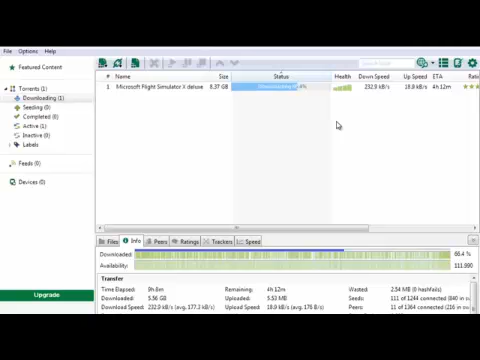 File Options Help
Featured Content
Torrents (1)
Downloading (1)
Seeding (0)
Completed (0)
Active (1)
Inactive (0)
Labels
Feeds (0)
Devices (0)
Upgrade
# Name Size Status Health Down Speed Up Speed ETA
1 Microsoft Flight Simulator X deluxe 8.37 GB 232.9 kB/s 18.9 kB/s 4h 12m
Files Info Peers Ratings Trackers Speed
Downloaded: 66.4 %
Availability: 111.990
Transfer
Time Elapsed: 9h 8m Remaining: 4h 12m Wasted: 2.54 MB (0 hashfails)
Downloaded: 5.56 GB Uploaded: 5.53 MB Seeds: 111 of 1244 connected (840 in
Download Speed: 232.9 kB/s (avg. 177.3 kB/s) Upload Speed: 18.9 kB/s (avg. 176 B/s) Peers: 11 of 1364 connected